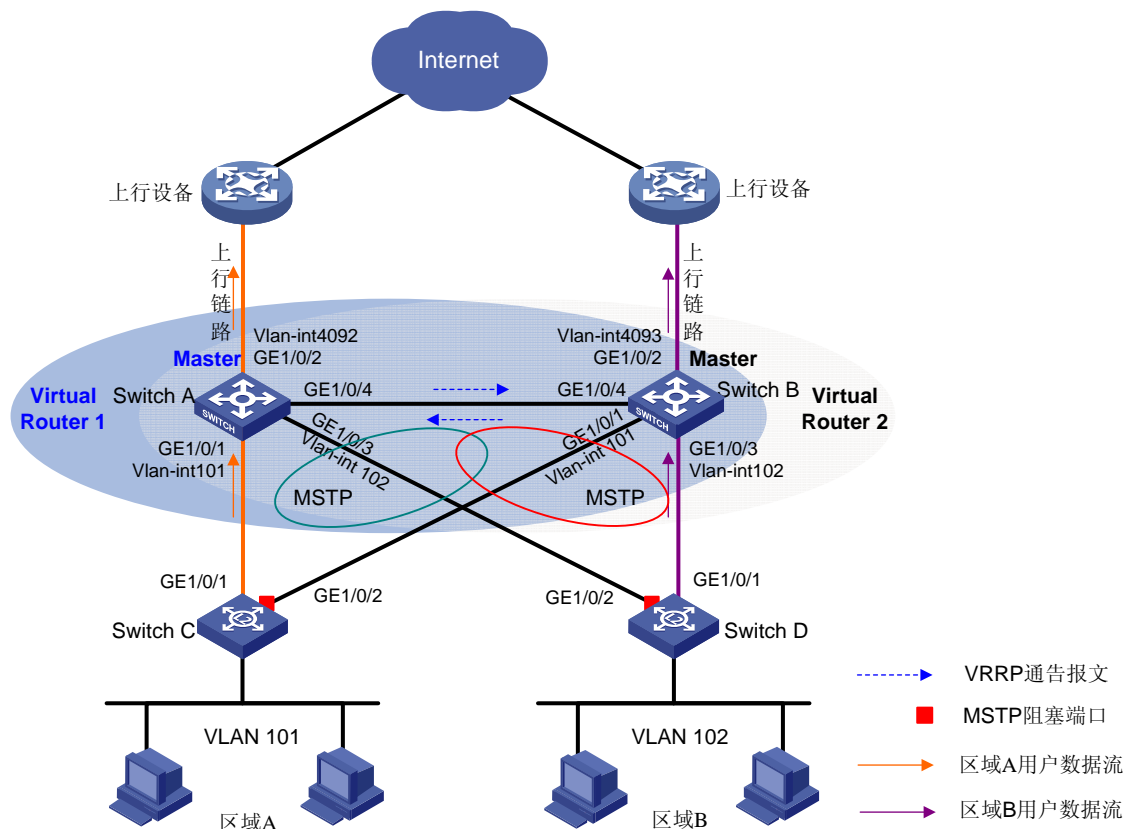 Internet
上行设备
上行设备
上行链路
上行链路
Vlan-int4092
GE1/0/2
Vlan-int4093
GE1/0/2
Master
Master
Virtual
Router 1
Switch A
SWITCH
GE1/0/4
GE1/0/4
SWITCH
Switch B
Virtual
Router 2
GE1/0/1
Vlan-int101
GE1/0/3
Vlan-int 102
GE1/0/1
Vlan-int 101
GE1/0/3
Vlan-int102
MSTP
MSTP
GE1/0/1
GE1/0/2
GE1/0/2
GE1/0/1
Switch C
Switch D
VLAN 101
VLAN 102
区域A
区域B
VRRP通告报文
MSTP阻塞端口
区域A用户数据流
区域B用户数据流